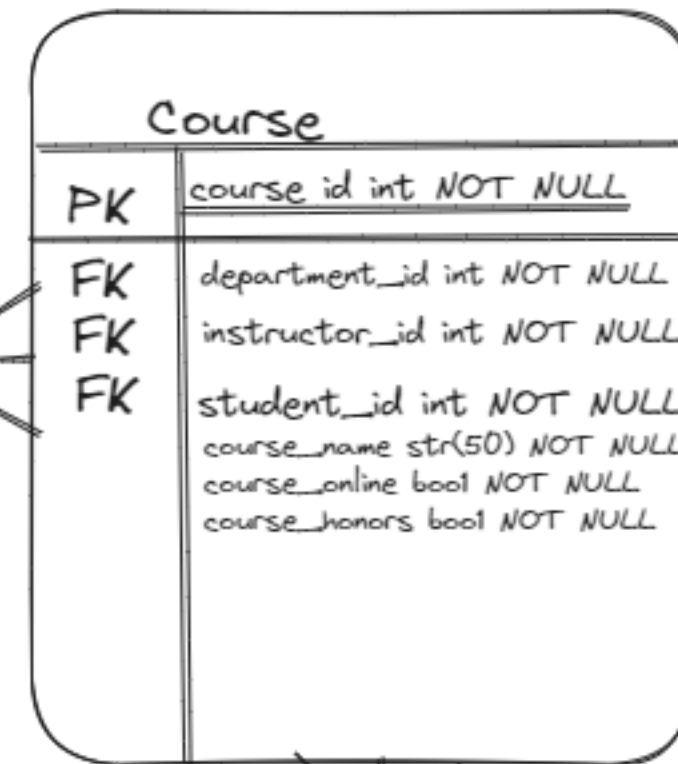 Course
PK course id int NOT NULL
FK department_id int NOT NULL
FK instructor_id int NOT NULL
FK student_id int NOT NULL
course_name str(50) NOT NULL
course_online bool NOT NULL
course_honors bool NOT NULL